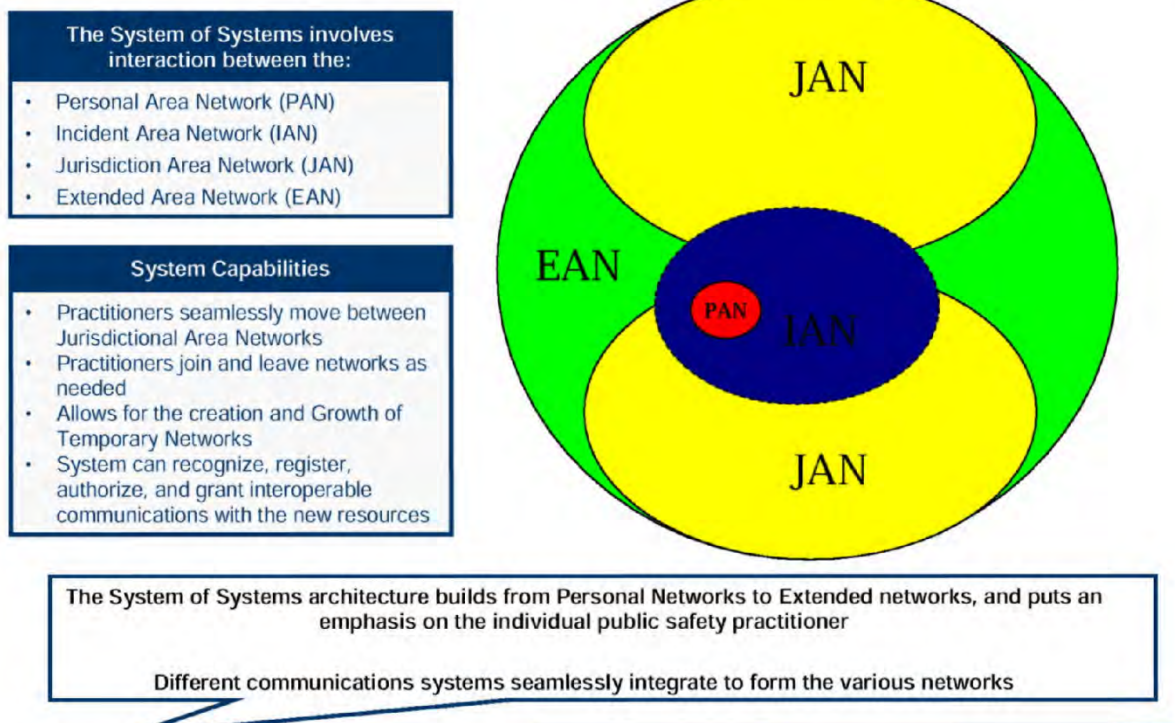 The System of Systems involves
interaction between the:
• Personal Area Network (PAN)
• Incident Area Network (IAN)
• Jurisdiction Area Network (JAN)
• Extended Area Network (EAN)
System Capabilities
• Practitioners seamlessly move between
Jurisdictional Area Networks
• Practitioners join and leave networks as
needed
• Allows for the creation and Growth of
Temporary Networks
• System can recognize, register,
authorize, and grant interoperable
communications with the new resources
JAN
EAN
PAN
IAN
JAN
The System of Systems architecture builds from Personal Networks to Extended networks, and puts an
emphasis on the individual public safety practitioner
Different communications systems seamlessly integrate to form the various networks